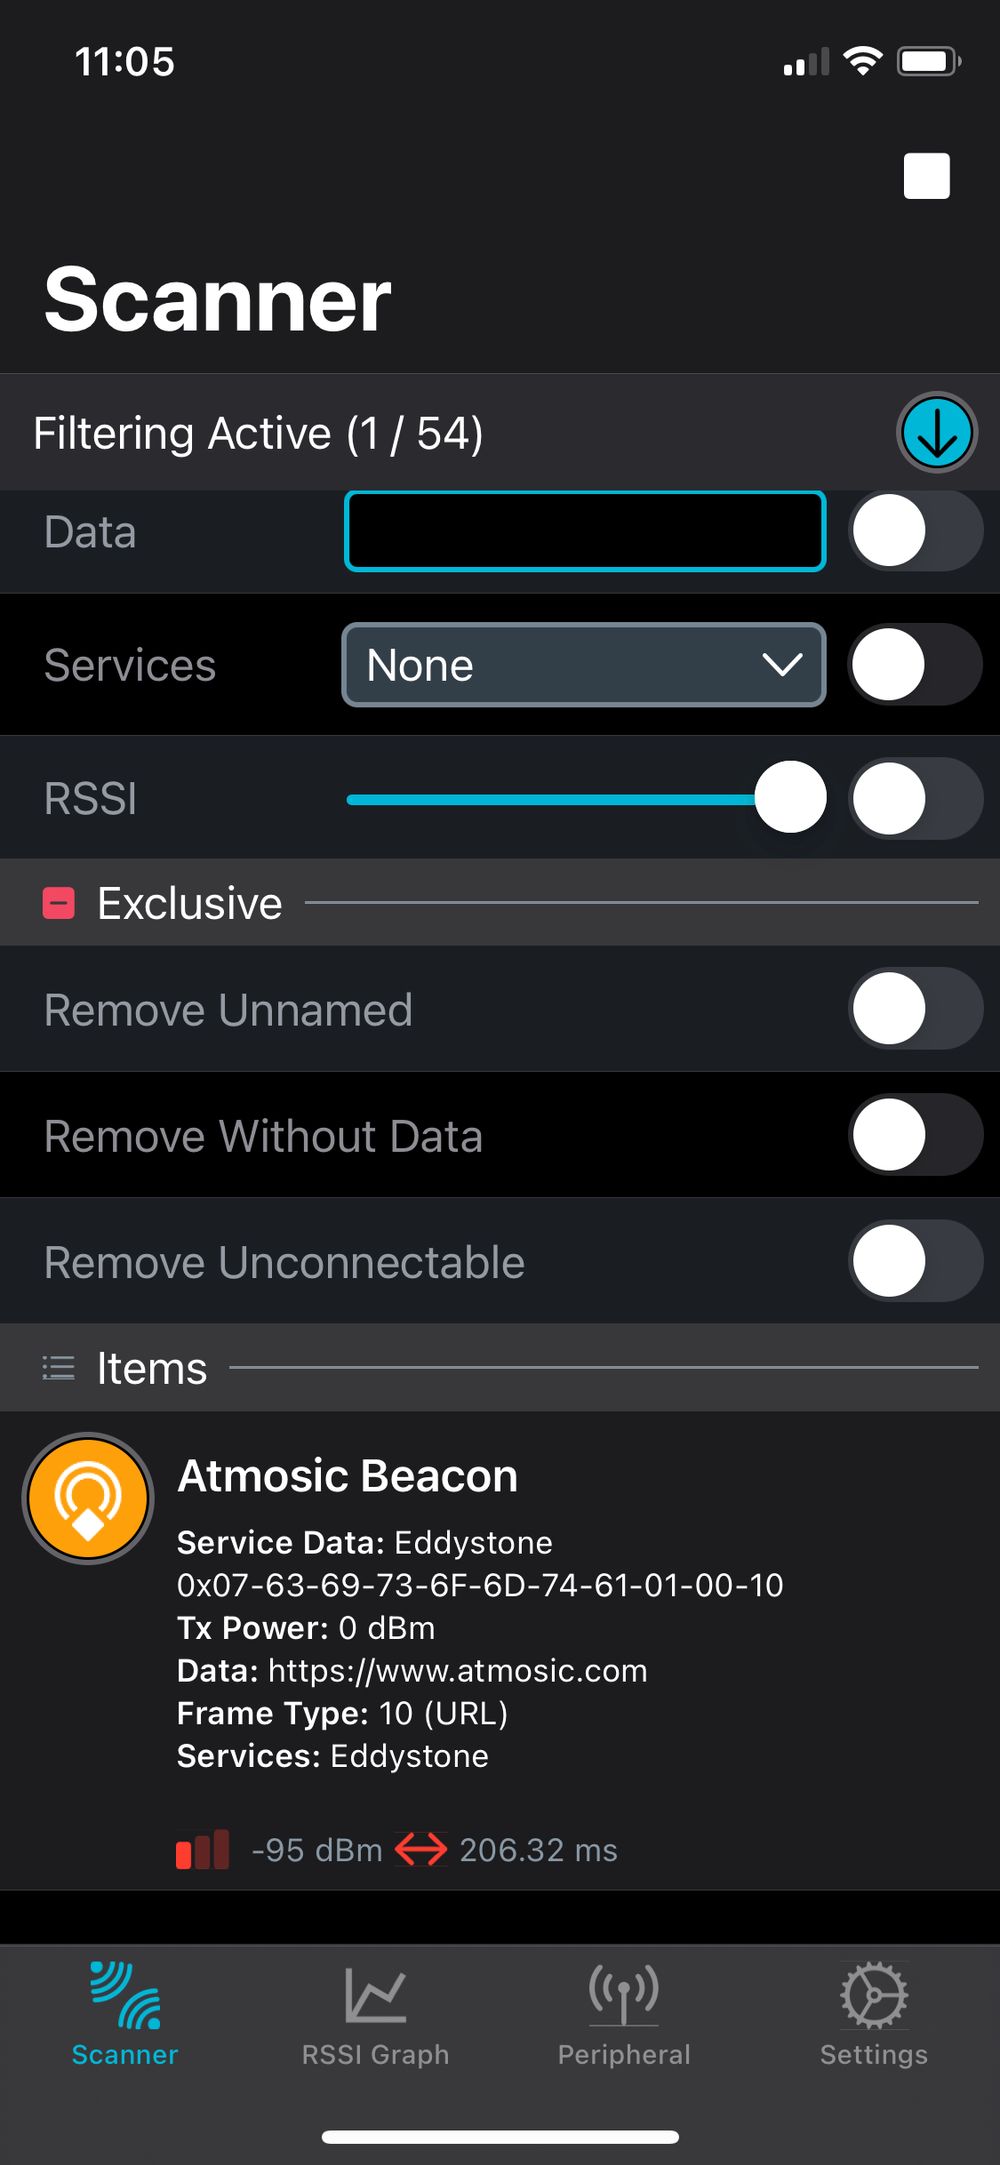 11:05
Scanner
Filtering Active (1 / 54)
Data
Services None
RSSI
Exclusive
Remove Unnamed
Remove Without Data
Remove Unconnectable
Items
Atmosic Beacon
Service Data: Eddystone
0x07-63-69-73-6F-6D-74-61-01-00-10
Tx Power: 0 dBm
Data: https://www.atmosic.com
Frame Type: 10 (URL)
Services: Eddystone
-95 dBm 206.32 ms
Scanner RSSI Graph Peripheral Settings